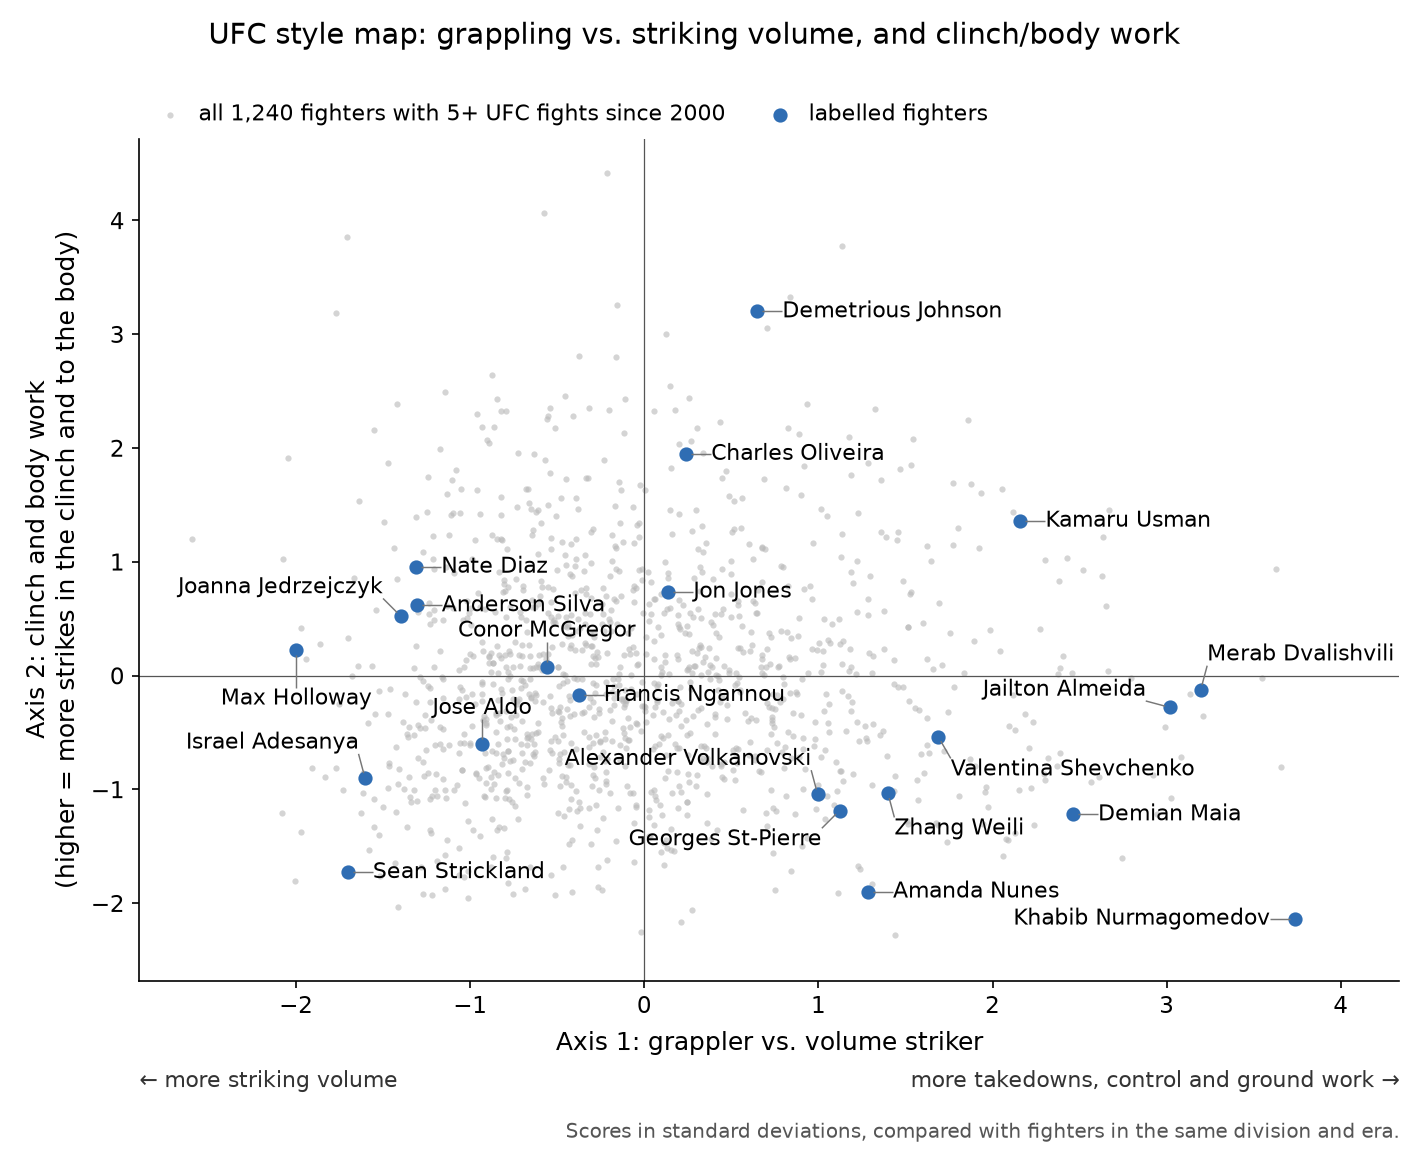 UFC style map: grappling vs. striking volume, and clinch/body work
all 1,240 fighters with 5+ UFC fights since 2000
labelled fighters
Axis 2: clinch and body work
(higher = more strikes in the clinch and to the body)
4
3
2
1
0
−1
−2
Demetrious Johnson
Charles Oliveira
Kamaru Usman
Nate Diaz
Joanna Jedrzejczyk
Jon Jones
Anderson Silva
Conor McGregor
Merab Dvalishvili
Max Holloway
Francis Ngannou
Jailton Almeida
Jose Aldo
Israel Adesanya
Alexander Volkanovski
Valentina Shevchenko
Demian Maia
Zhang Weili
Georges St-Pierre
Sean Strickland
Amanda Nunes
Khabib Nurmagomedov
−2
−1
0
1
2
3
4
Axis 1: grappler vs. volume striker
← more striking volume
more takedowns, control and ground work →
Scores in standard deviations, compared with fighters in the same division and era.